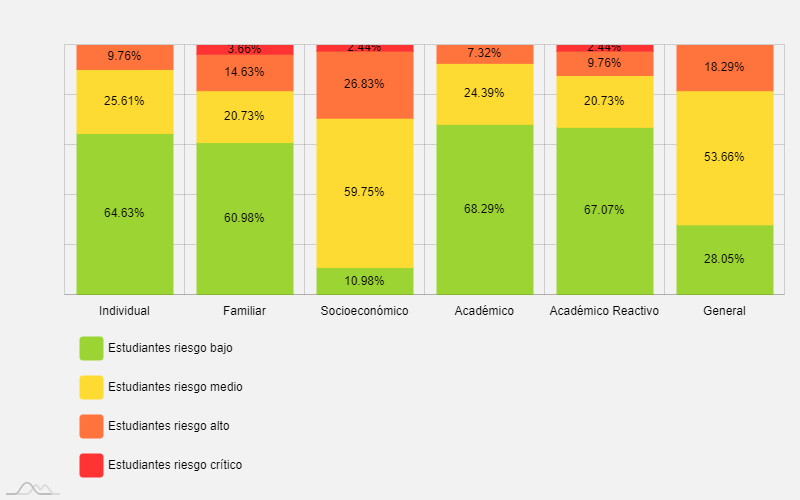 9.76% 3.66% 2.44% 7.32% 2.44% 18.29%
14.63% 26.83% 9.76%
25.61% 20.73% 59.75% 24.39% 20.73% 53.66%
64.63% 60.98% 10.98% 68.29% 67.07% 28.05%
Individual Familiar Socioeconómico Académico Académico Reactivo General
Estudiantes riesgo bajo
Estudiantes riesgo medio
Estudiantes riesgo alto
Estudiantes riesgo crítico